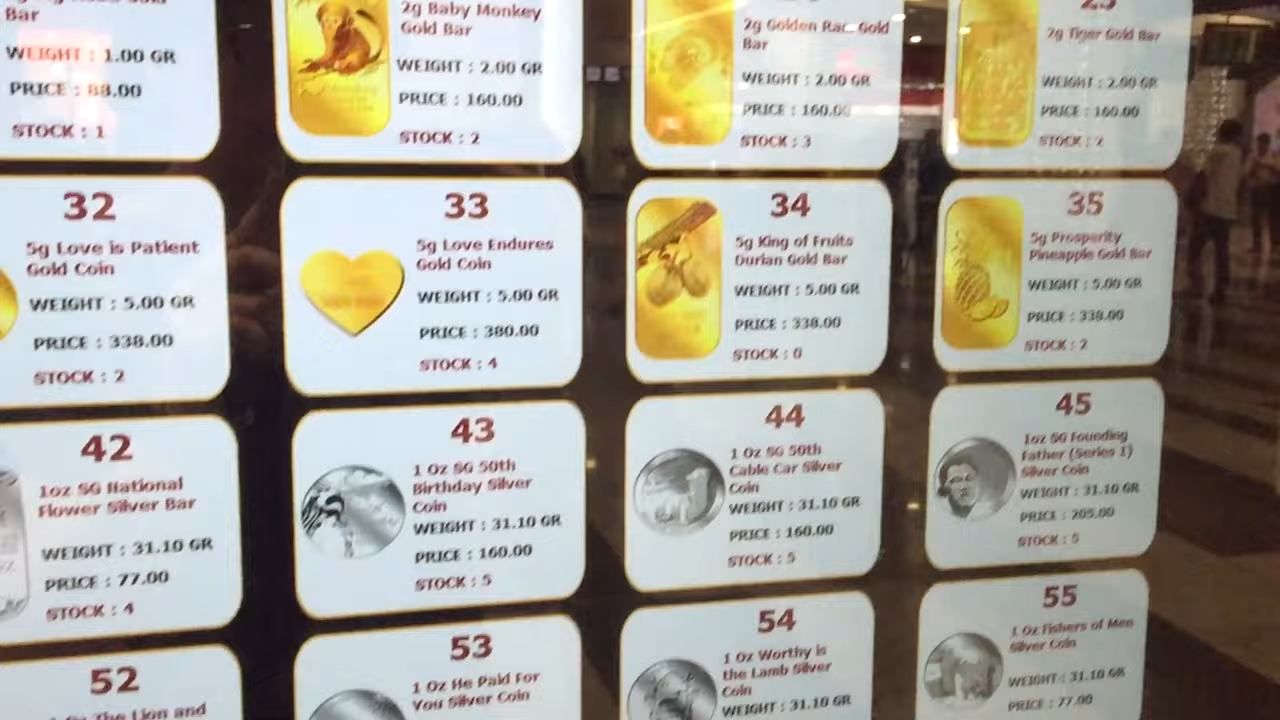 Bar
WEIGHT : 1.00 GR
PRICE : 88.00
STOCK : 1
2g Baby Monkey
Gold Bar
WEIGHT : 2.00 GR
PRICE : 160.00
STOCK : 2
2g Golden Ram Gold
Bar
WEIGHT : 2.00 GR
PRICE : 160.00
STOCK : 3
25
2g Tiger Gold Bar
WEIGHT : 2.00 GR
PRICE : 160.00
STOCK : 2
32
5g Love is Patient
Gold Coin
WEIGHT : 5.00 GR
PRICE : 338.00
STOCK : 2
33
5g Love Endures
Gold Coin
WEIGHT : 5.00 GR
PRICE : 380.00
STOCK : 4
34
5g King of Fruits
Durian Gold Bar
WEIGHT : 5.00 GR
PRICE : 338.00
STOCK : 0
35
5g Prosperity
Pineapple Gold Bar
WEIGHT : 5.00 GR
PRICE : 338.00
STOCK : 2
42
1oz SG National
Flower Silver Bar
WEIGHT : 31.10 GR
PRICE : 77.00
STOCK : 4
43
1 Oz SG 50th
Birthday Silver
Coin
WEIGHT : 31.10 GR
PRICE : 160.00
STOCK : 5
44
1 Oz SG 50th
Cable Car Silver
Coin
WEIGHT : 31.10 GR
PRICE : 160.00
STOCK : 5
45
1oz SG Founding
Father (Series 1)
Silver Coin
WEIGHT : 31.10 GR
PRICE : 205.00
STOCK : 5
52
The Lion and
53
1 Oz He Paid For
You Silver Coin
54
1 Oz Worthy is
the Lamb Silver
Coin
WEIGHT : 31.10 GR
55
1 Oz Fishers of Men
Silver Coin
WEIGHT : 31.10 GR
PRICE : 77.00